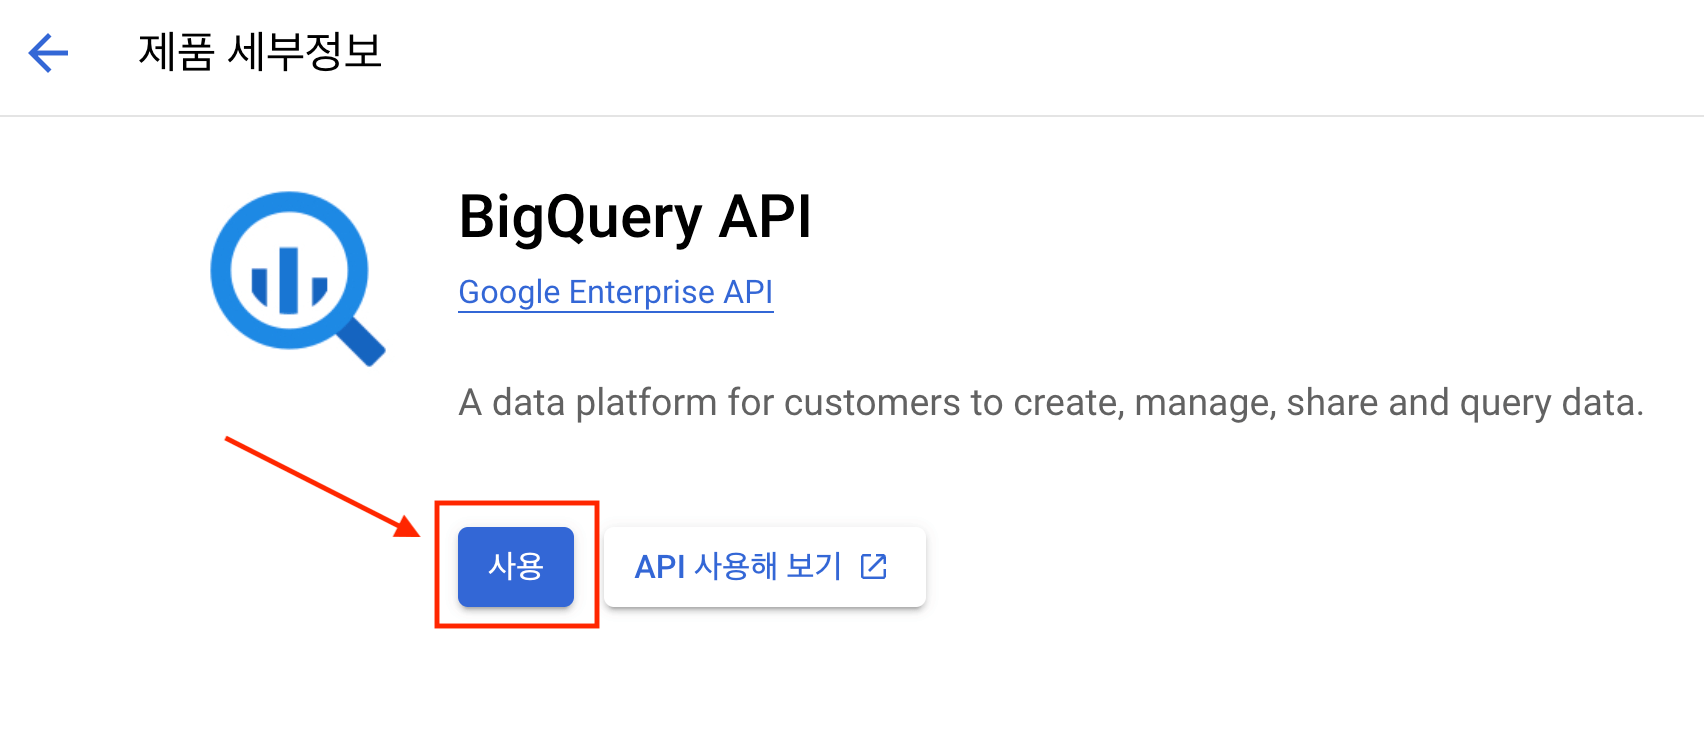 제품 세부정보
BigQuery API
Google Enterprise API
A data platform for customers to create, manage, share and query data.
사용
API 사용해 보기